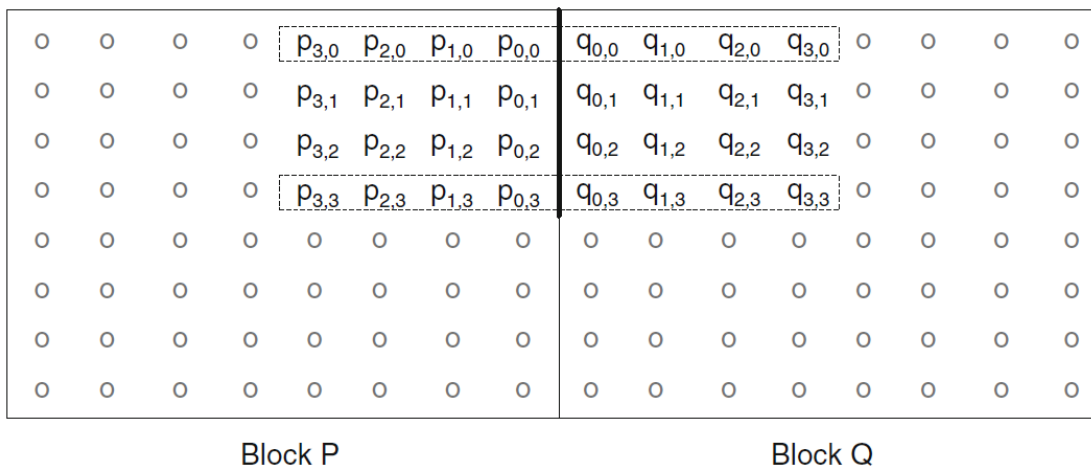 o o o o p3,0 p2,0 p1,0 p0,0 q0,0 q1,0 q2,0 q3,0 o o o o
o o o o p3,1 p2,1 p1,1 p0,1 q0,1 q1,1 q2,1 q3,1 o o o o
o o o o p3,2 p2,2 p1,2 p0,2 q0,2 q1,2 q2,2 q3,2 o o o o
o o o o p3,3 p2,3 p1,3 p0,3 q0,3 q1,3 q2,3 q3,3 o o o o
o o o o o o o o o o o o o o o o
o o o o o o o o o o o o o o o o
o o o o o o o o o o o o o o o o
o o o o o o o o o o o o o o o o
Block P Block Q